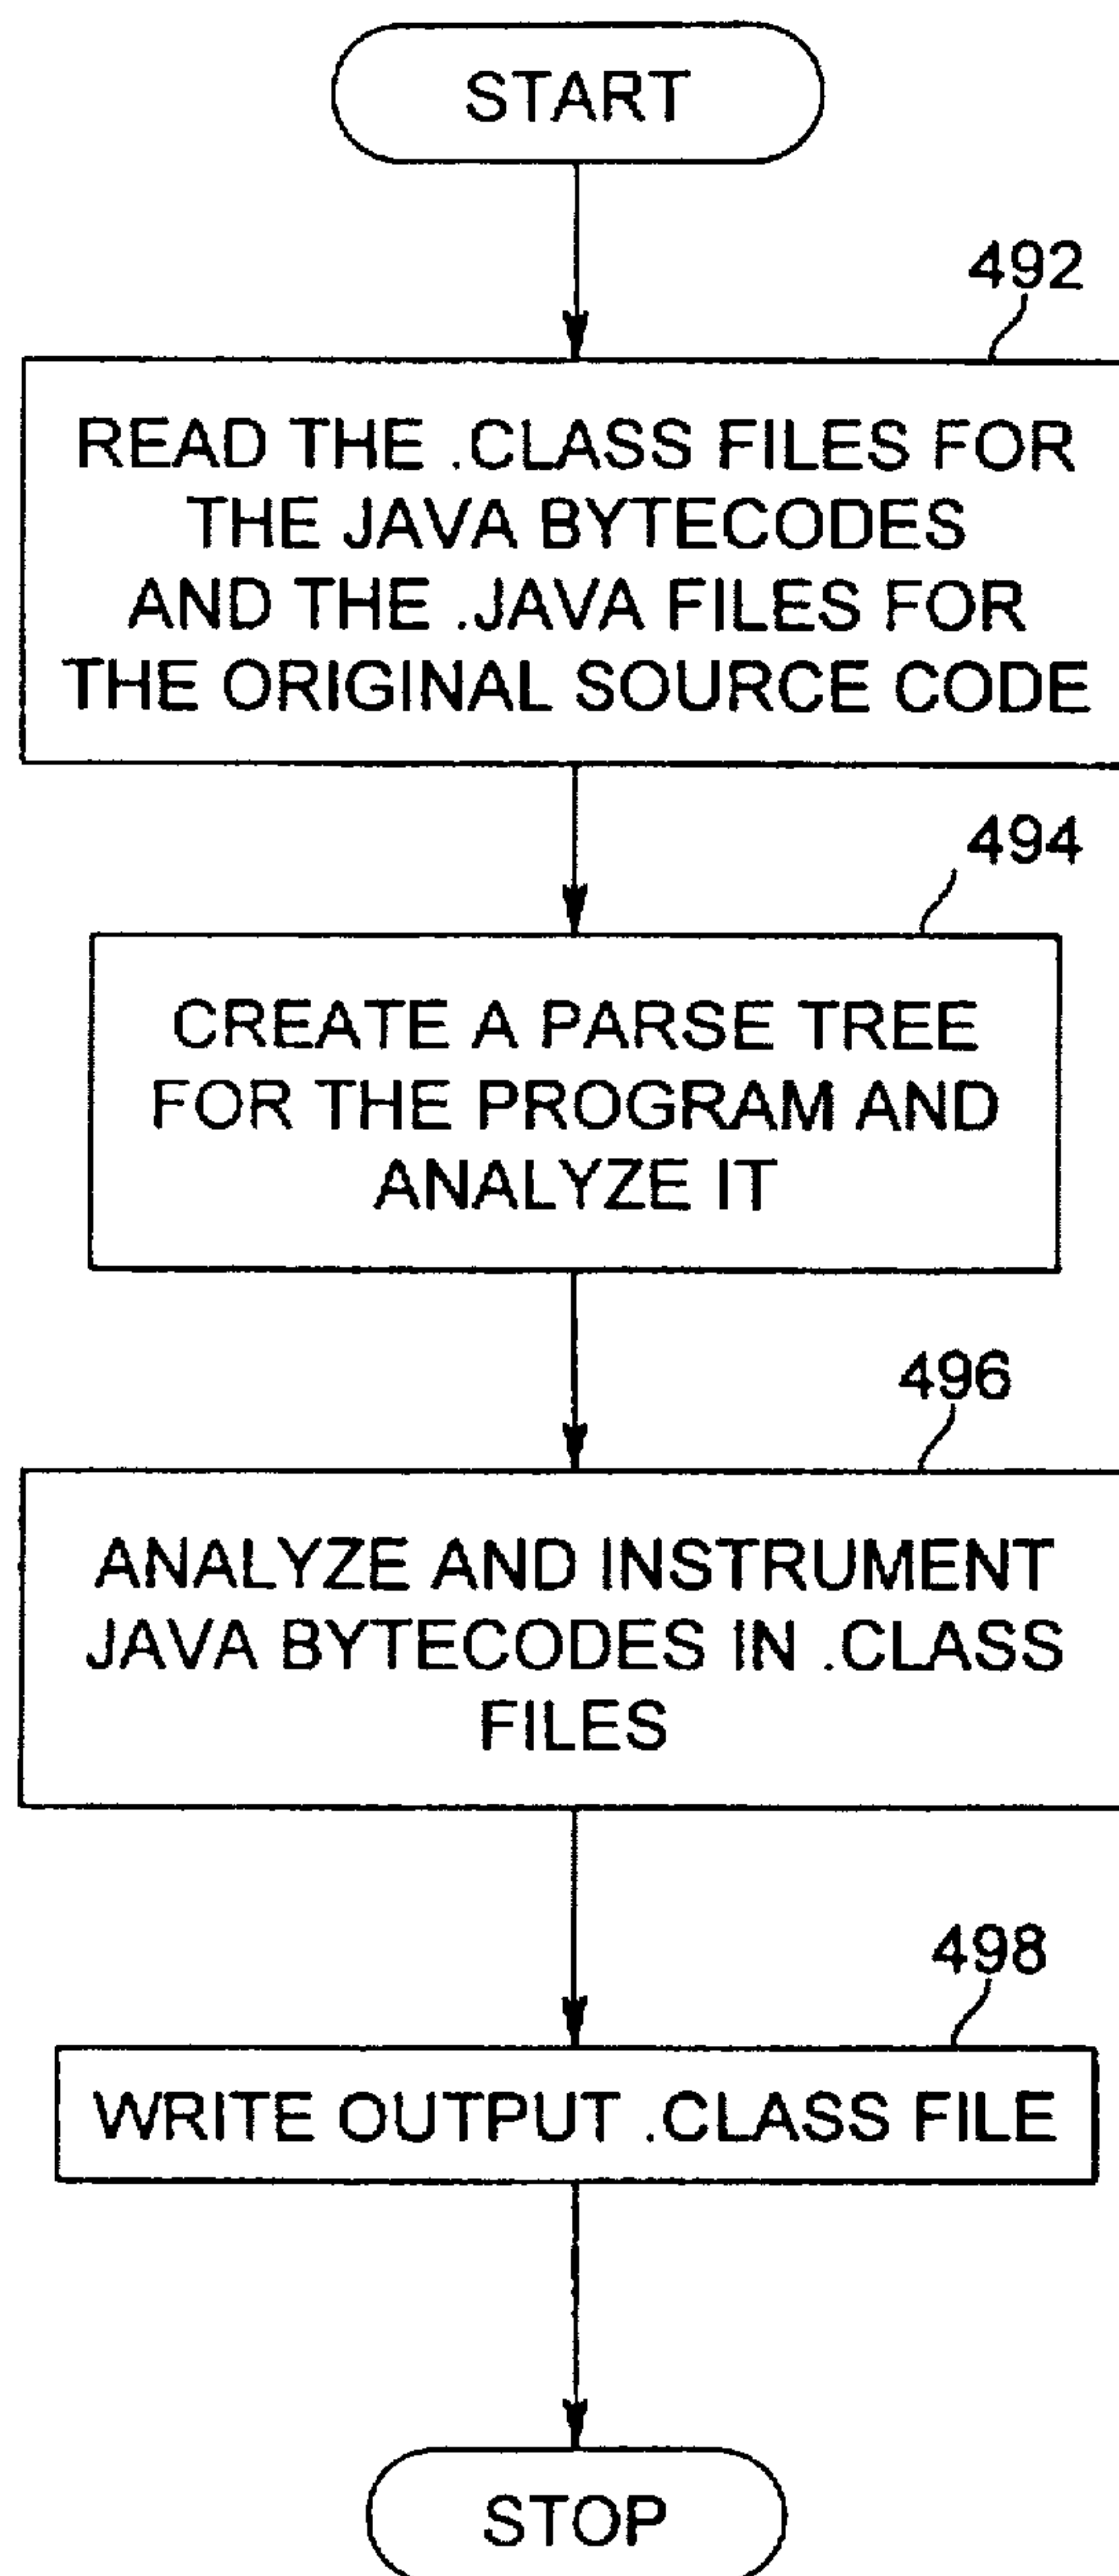 START
492
READ THE .CLASS FILES FOR
THE JAVA BYTECODES
AND THE .JAVA FILES FOR
THE ORIGINAL SOURCE CODE
494
CREATE A PARSE TREE
FOR THE PROGRAM AND
ANALYZE IT
496
ANALYZE AND INSTRUMENT
JAVA BYTECODES IN .CLASS
FILES
498
WRITE OUTPUT .CLASS FILE
STOP